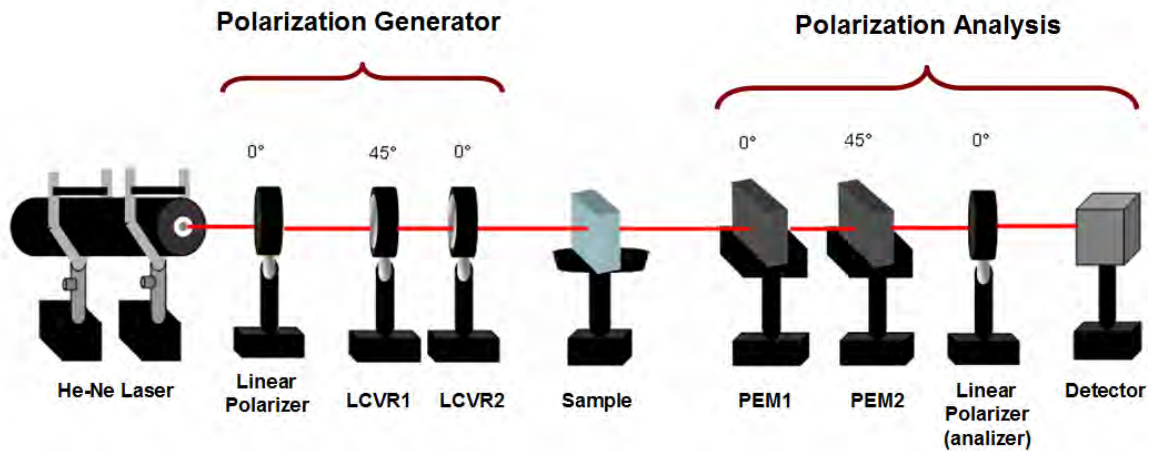 Polarization Generator
Polarization Analysis
0°
45°
0°
0°
45°
0°
He-Ne Laser
Linear
Polarizer
LCVR1
LCVR2
Sample
PEM1
PEM2
Linear
Polarizer
(analizer)
Detector